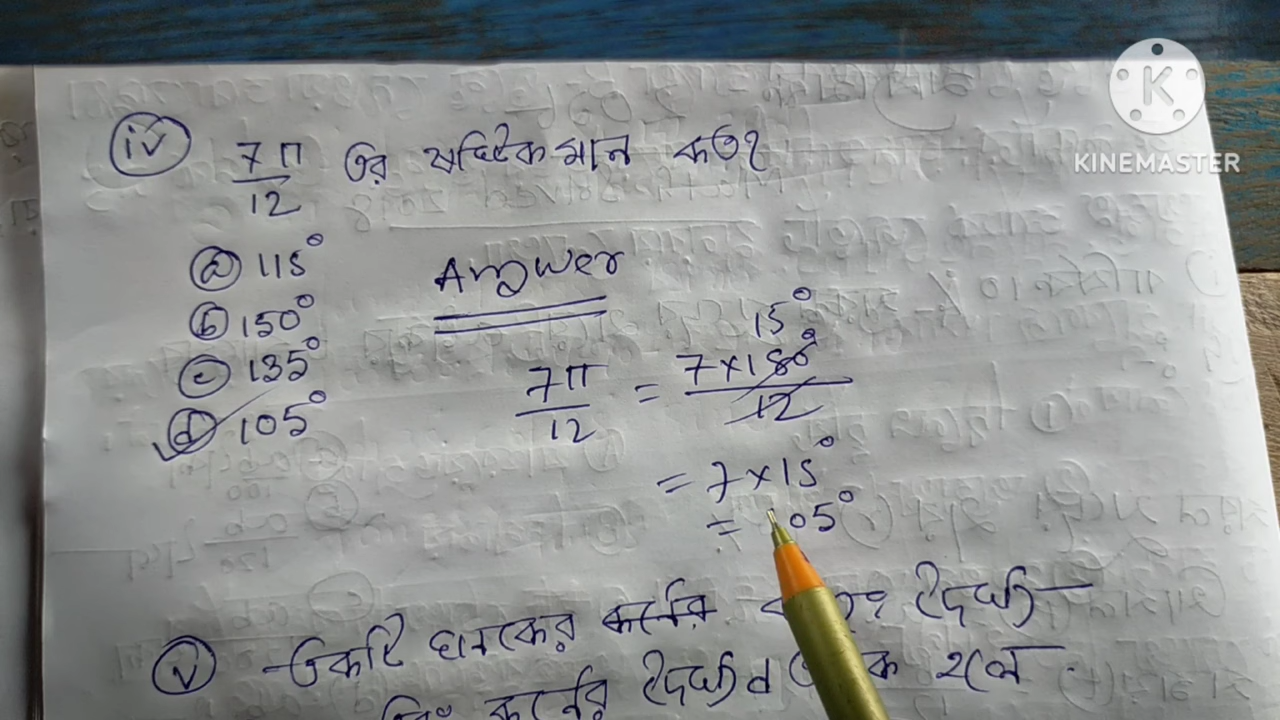 K
KINEMASTER
iv 7π/12 এর ষষ্টিক মান কত?
a 115°
b 150°
c 135°
d 105°
Answer
15°
7π/12 = 7×180°/12
= 7×15°
= 105°
v একটি ঘনকের কর্নের দৈর্ঘ্য
কর্নের দৈর্ঘ্য d একক হলে